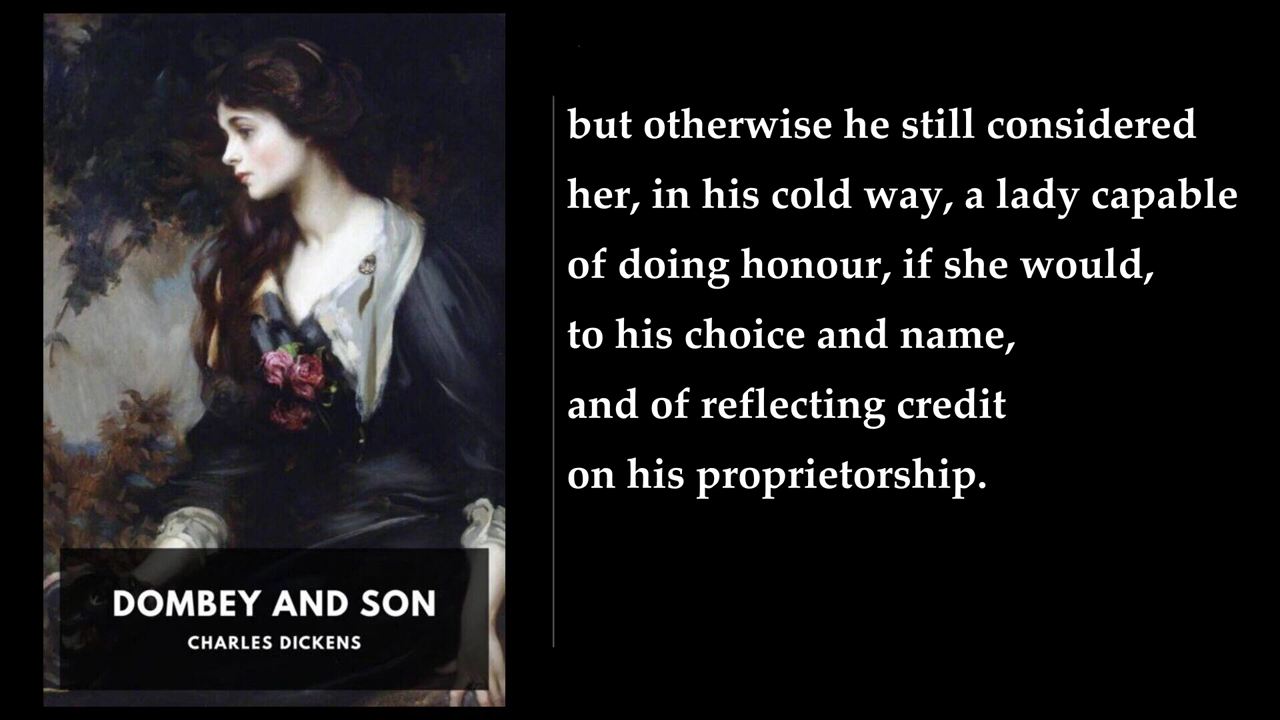 but otherwise he still considered
her, in his cold way, a lady capable
of doing honour, if she would,
to his choice and name,
and of reflecting credit
on his proprietorship.
DOMBEY AND SON
CHARLES DICKENS